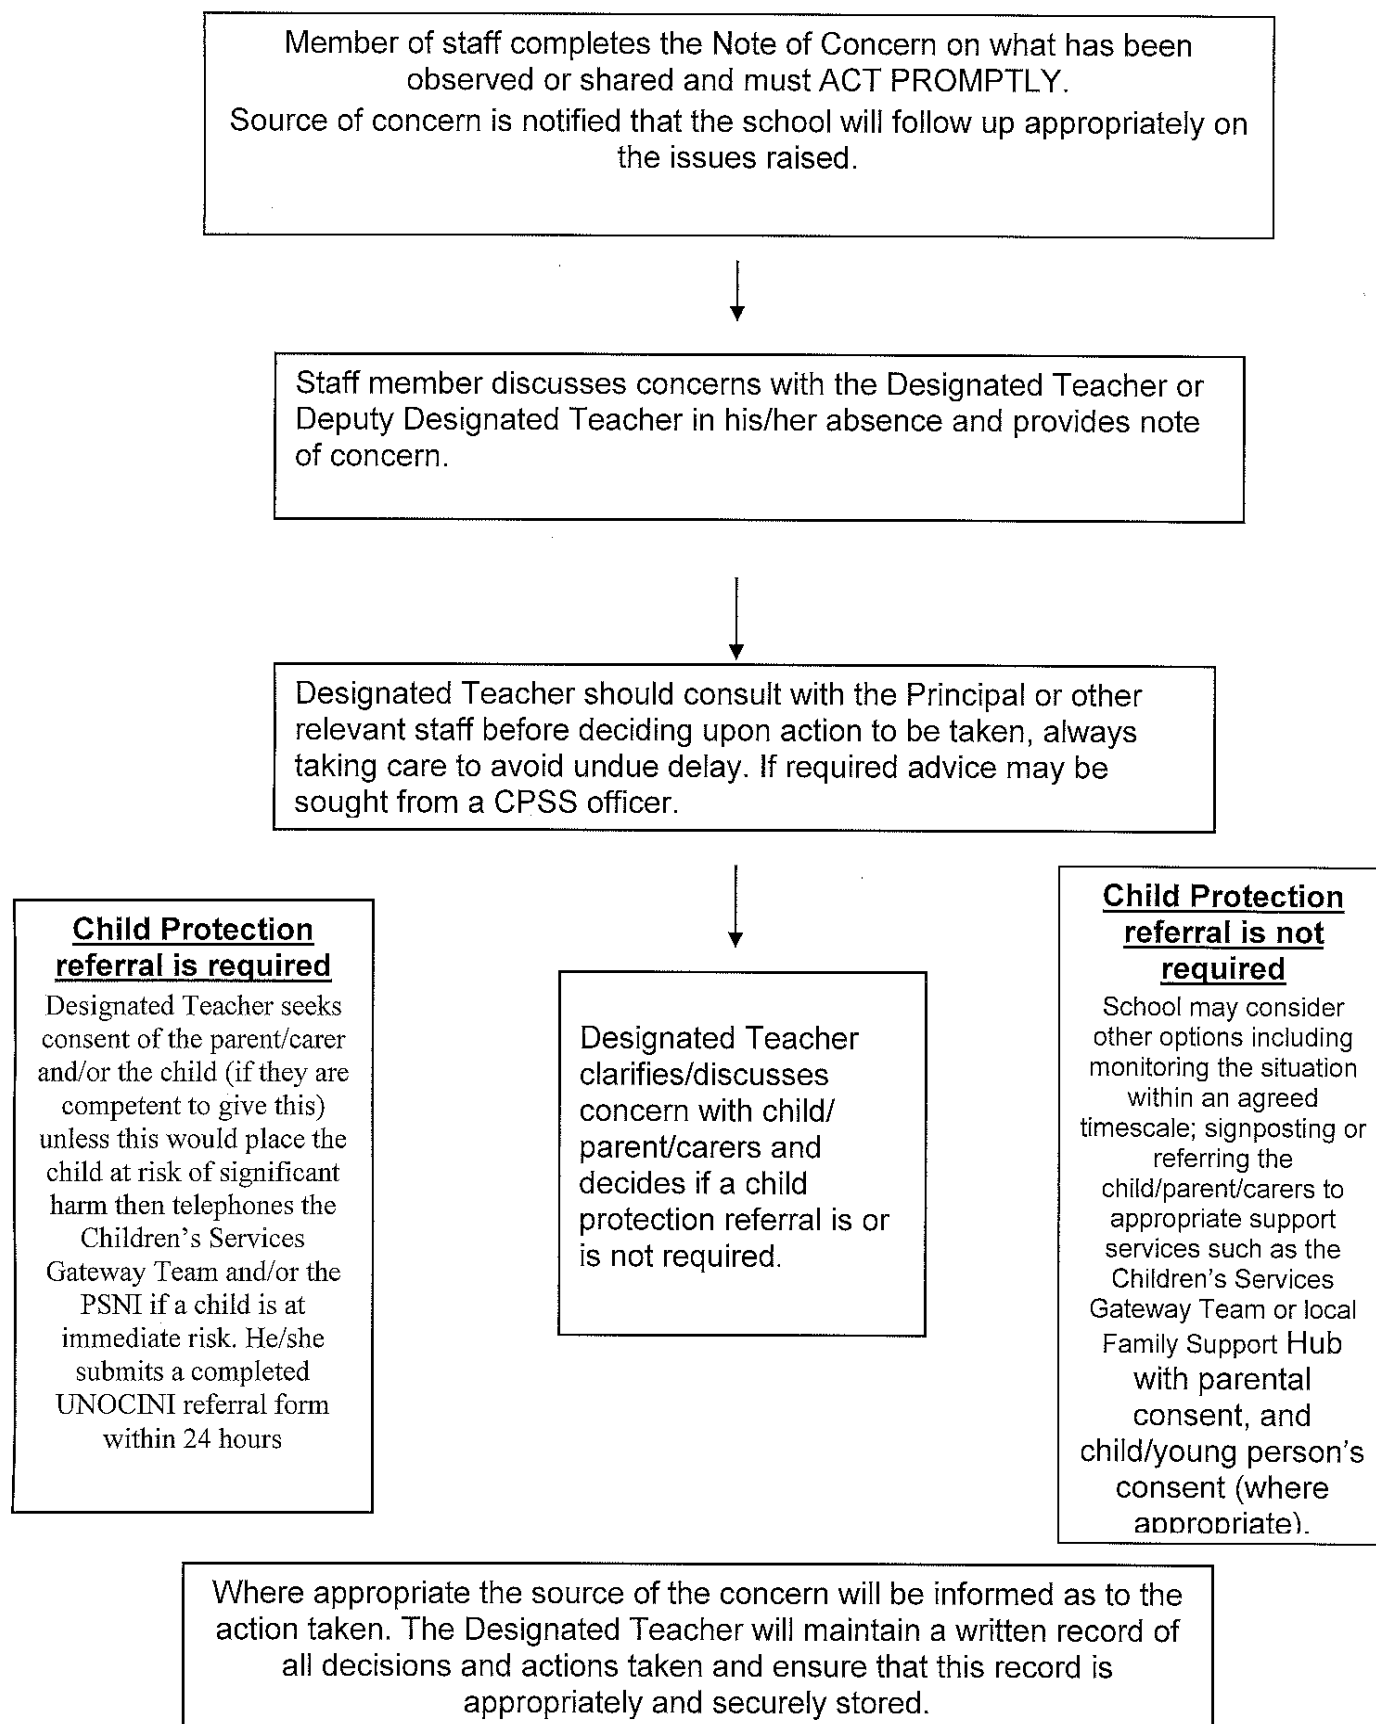 Member of staff completes the Note of Concern on what has been
observed or shared and must ACT PROMPTLY.
Source of concern is notified that the school will follow up appropriately on
the issues raised.
Staff member discusses concerns with the Designated Teacher or
Deputy Designated Teacher in his/her absence and provides note
of concern.
Designated Teacher should consult with the Principal or other
relevant staff before deciding upon action to be taken, always
taking care to avoid undue delay. If required advice may be
sought from a CPSS officer.
Child Protection
referral is required
Designated Teacher seeks
consent of the parent/carer
and/or the child (if they are
competent to give this)
unless this would place the
child at risk of significant
harm then telephones the
Children's Services
Gateway Team and/or the
PSNI if a child is at
immediate risk. He/she
submits a completed
UNOCINI referral form
within 24 hours
Designated Teacher
clarifies/discusses
concern with child/
parent/carers and
decides if a child
protection referral is or
is not required.
Child Protection
referral is not
required
School may consider
other options including
monitoring the situation
within an agreed
timescale; signposting or
referring the
child/parent/carers to
appropriate support
services such as the
Children's Services
Gateway Team or local
Family Support Hub
with parental
consent, and
child/young person's
consent (where
appropriate).
Where appropriate the source of the concern will be informed as to the
action taken. The Designated Teacher will maintain a written record of
all decisions and actions taken and ensure that this record is
appropriately and securely stored.